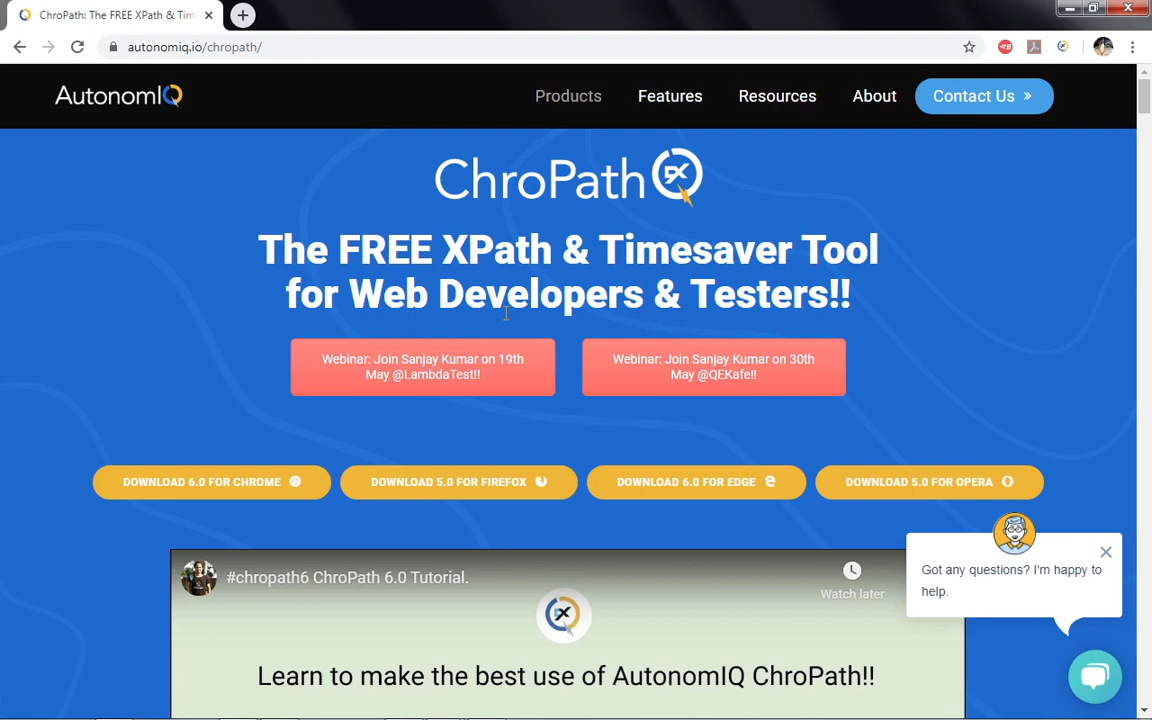 ChroPath: The FREE XPath & Tim
autonomiq.io/chropath/
AutonomIQ
Products
Features
Resources
About
Contact Us »
ChroPath
The FREE XPath & Timesaver Tool
for Web Developers & Testers!!
Webinar: Join Sanjay Kumar on 19th
May @LambdaTest!!
Webinar: Join Sanjay Kumar on 30th
May @QEKafe!!
DOWNLOAD 6.0 FOR CHROME
DOWNLOAD 5.0 FOR FIREFOX
DOWNLOAD 6.0 FOR EDGE
DOWNLOAD 5.0 FOR OPERA
#chropath6 ChroPath 6.0 Tutorial.
Watch later
Got any questions? I'm happy to
help.
Learn to make the best use of AutonomIQ ChroPath!!